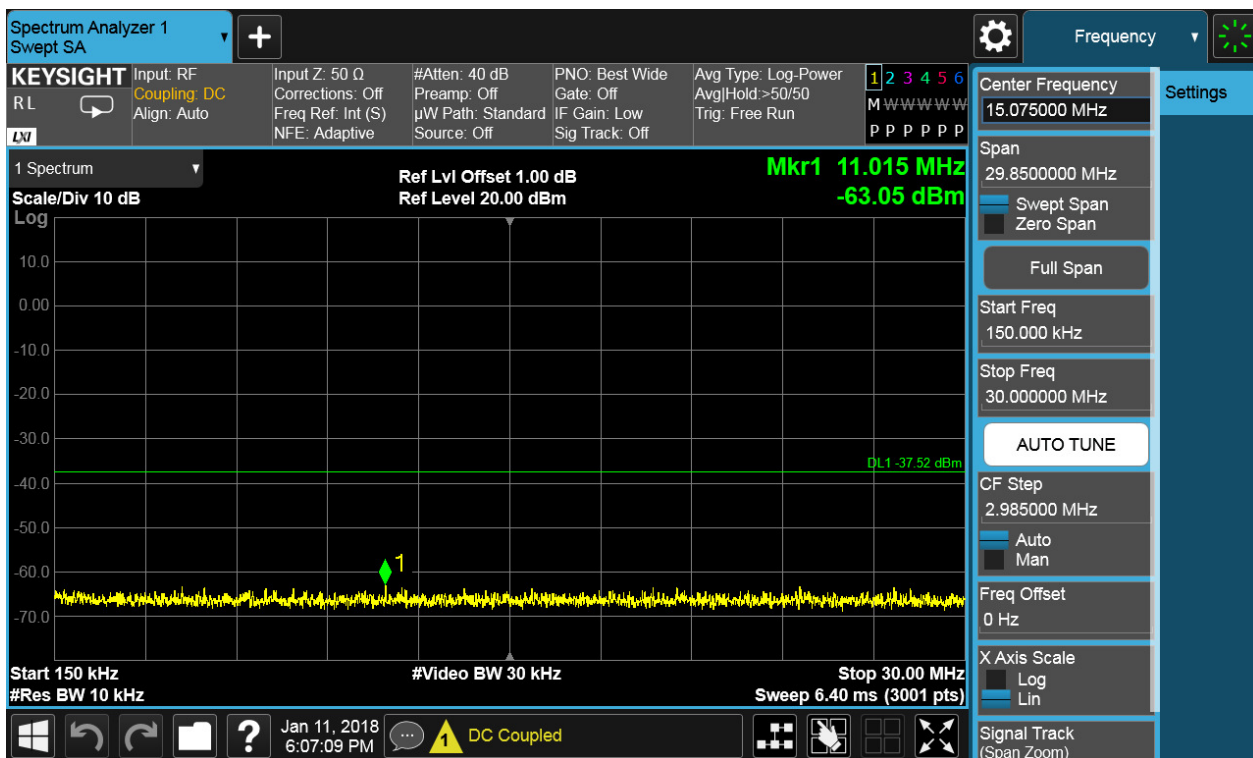 Spectrum Analyzer 1
Swept SA
+
Frequency
KEYSIGHT
RL
LXI
Input: RF
Coupling: DC
Align: Auto
Input Z: 50 Ω
Corrections: Off
Freq Ref: Int (S)
NFE: Adaptive
#Atten: 40 dB
Preamp: Off
µW Path: Standard
Source: Off
PNO: Best Wide
Gate: Off
IF Gain: Low
Sig Track: Off
Avg Type: Log-Power
Avg|Hold:>50/50
Trig: Free Run
1 2 3 4 5 6
M W W W W W
P P P P P P
1 Spectrum
Scale/Div 10 dB
Log
Ref Lvl Offset 1.00 dB
Ref Level 20.00 dBm
Mkr1 11.015 MHz
-63.05 dBm
10.0
0.00
-10.0
-20.0
-30.0
DL1 -37.52 dBm
-40.0
-50.0
1
-60.0
-70.0
Start 150 kHz
#Video BW 30 kHz
Stop 30.00 MHz
#Res BW 10 kHz
Sweep 6.40 ms (3001 pts)
?
Jan 11, 2018
6:07:09 PM
1
DC Coupled
Center Frequency
15.075000 MHz
Settings
Span
29.8500000 MHz
Swept Span
Zero Span
Full Span
Start Freq
150.000 kHz
Stop Freq
30.000000 MHz
AUTO TUNE
CF Step
2.985000 MHz
Auto
Man
Freq Offset
0 Hz
X Axis Scale
Log
Lin
Signal Track
(Span Zoom)